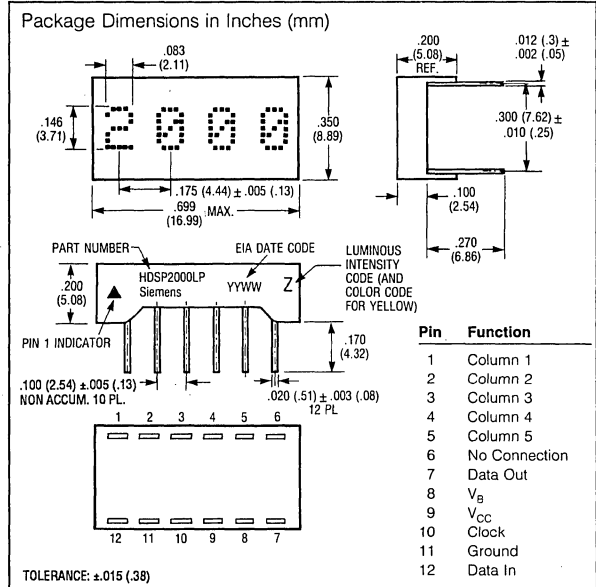 Package Dimensions in Inches (mm)
.083
(2.11)
.146
(3.71)
2000
.350
(8.89)
.175 (4.44) ± .005 (.13)
.699
(16.99) MAX.
.200
(5.08)
REF.
.012 (.3) ±
.002 (.05)
.300 (7.62) ±
.010 (.25)
.100
(2.54)
.270
(6.86)
PART NUMBER
EIA DATE CODE
LUMINOUS
INTENSITY
CODE (AND
COLOR CODE
FOR YELLOW)
HDSP2000LP
Siemens
YYWW
Z
.200
(5.08)
PIN 1 INDICATOR
.170
(4.32)
.100 (2.54) ±.005 (.13)
NON ACCUM. 10 PL.
.020 (.51) ± .003 (.08)
12 PL
1 2 3 4 5 6
12 11 10 9 8 7
TOLERANCE: ±.015 (.38)
Pin Function
1 Column 1
2 Column 2
3 Column 3
4 Column 4
5 Column 5
6 No Connection
7 Data Out
8 VB
9 VCC
10 Clock
11 Ground
12 Data In